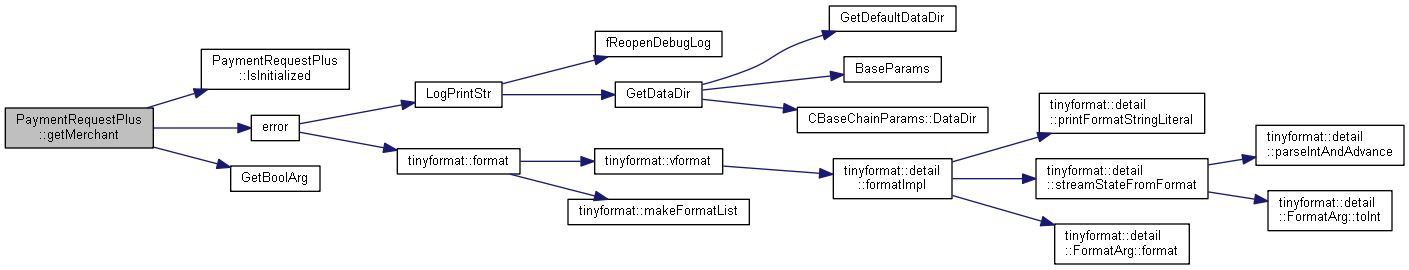 PaymentRequestPlus
::getMerchant
PaymentRequestPlus
::IsInitialized
error
GetBoolArg
LogPrintStr
tinyformat::format
fReopenDebugLog
GetDataDir
tinyformat::vformat
tinyformat::makeFormatList
GetDefaultDataDir
BaseParams
CBaseChainParams::DataDir
tinyformat::detail
::formatImpl
tinyformat::detail
::printFormatStringLiteral
tinyformat::detail
::streamStateFromFormat
tinyformat::detail
::FormatArg::format
tinyformat::detail
::parseIntAndAdvance
tinyformat::detail
::FormatArg::toInt